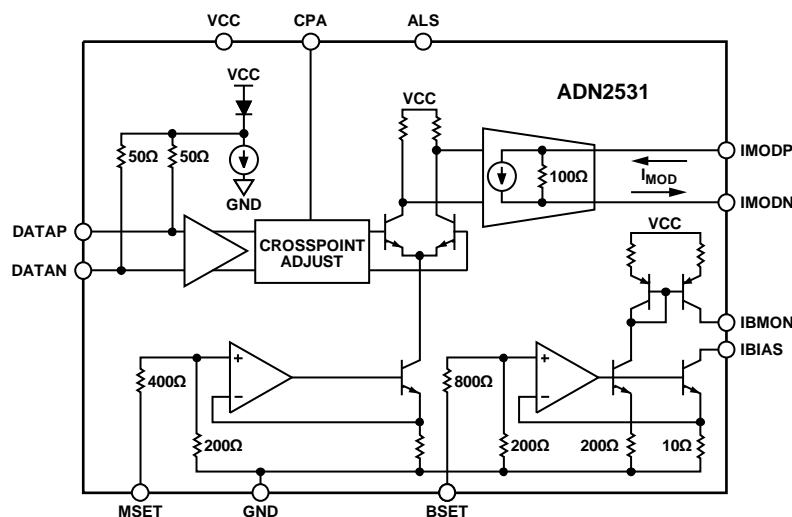 VCC CPA ALS
VCC
ADN2531
VCC
50Ω 50Ω
GND
100Ω
IMOD
IMODP
IMODN
DATAP
DATAN
CROSSPOINT
ADJUST
VCC
IBMON
IBIAS
400Ω
+
–
200Ω
800Ω
+
–
200Ω
200Ω
10Ω
MSET GND BSET